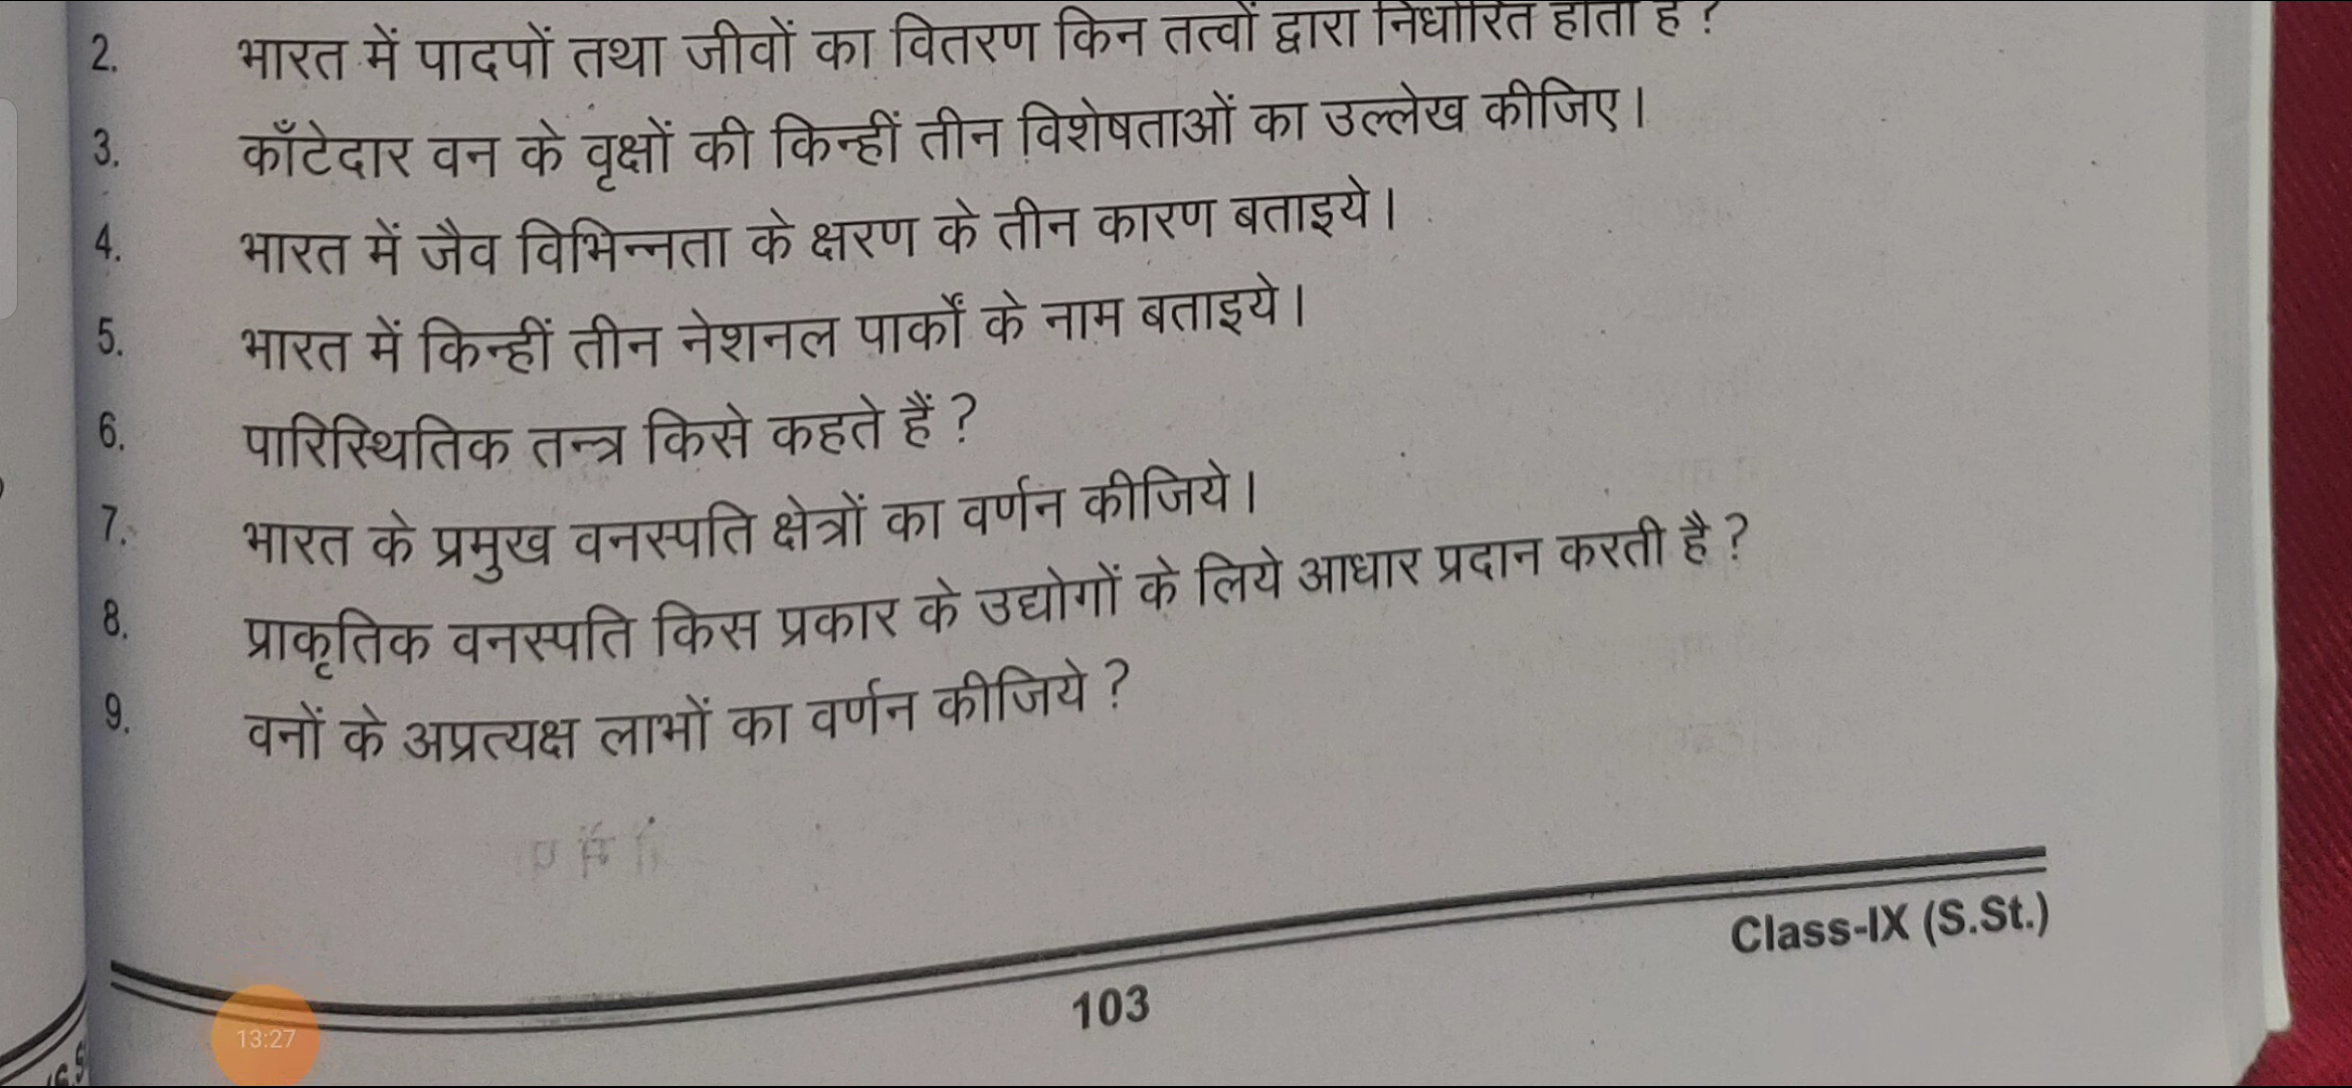 2. भारत में पादपों तथा जीवों का वितरण किन तत्वों द्वारा निर्धारित होता है ?
3. काँटेदार वन के वृक्षों की किन्हीं तीन विशेषताओं का उल्लेख कीजिए।
4. भारत में जैव विभिन्नता के क्षरण के तीन कारण बताइये।
5. भारत में किन्हीं तीन नेशनल पार्कों के नाम बताइये।
6. पारिस्थितिक तन्त्र किसे कहते हैं ?
7. भारत के प्रमुख वनस्पति क्षेत्रों का वर्णन कीजिये।
8. प्राकृतिक वनस्पति किस प्रकार के उद्योगों के लिये आधार प्रदान करती है ?
9. वनों के अप्रत्यक्ष लाभों का वर्णन कीजिये ?
Class-IX (S.St.)
103
13:27